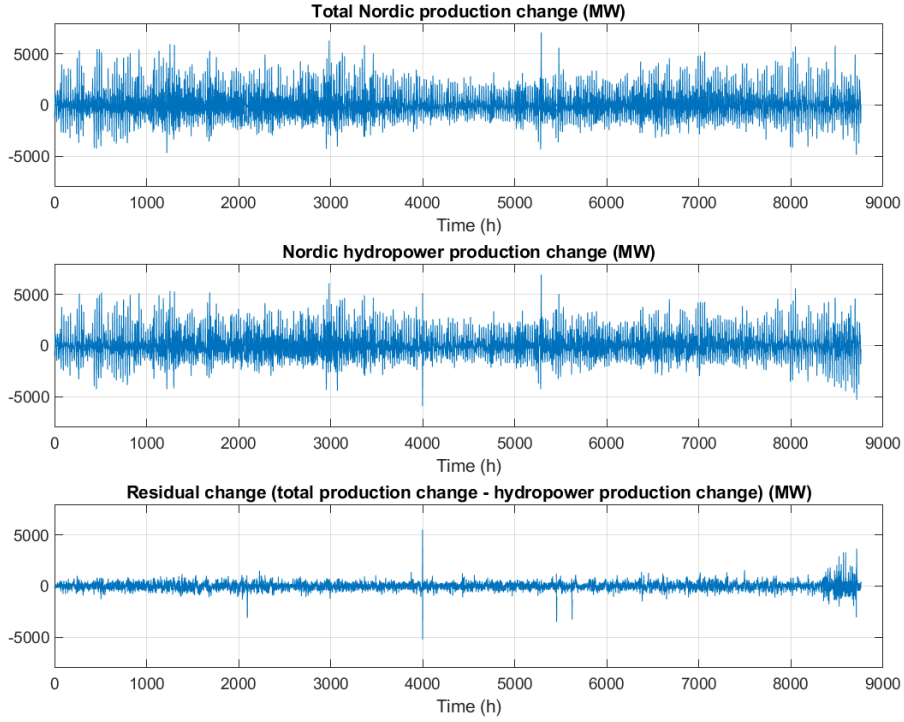 Total Nordic production change (MW)
5000
0
-5000
0 1000 2000 3000 4000 5000 6000 7000 8000 9000
Time (h)
Nordic hydropower production change (MW)
5000
0
-5000
0 1000 2000 3000 4000 5000 6000 7000 8000 9000
Time (h)
Residual change (total production change - hydropower production change) (MW)
5000
0
-5000
0 1000 2000 3000 4000 5000 6000 7000 8000 9000
Time (h)